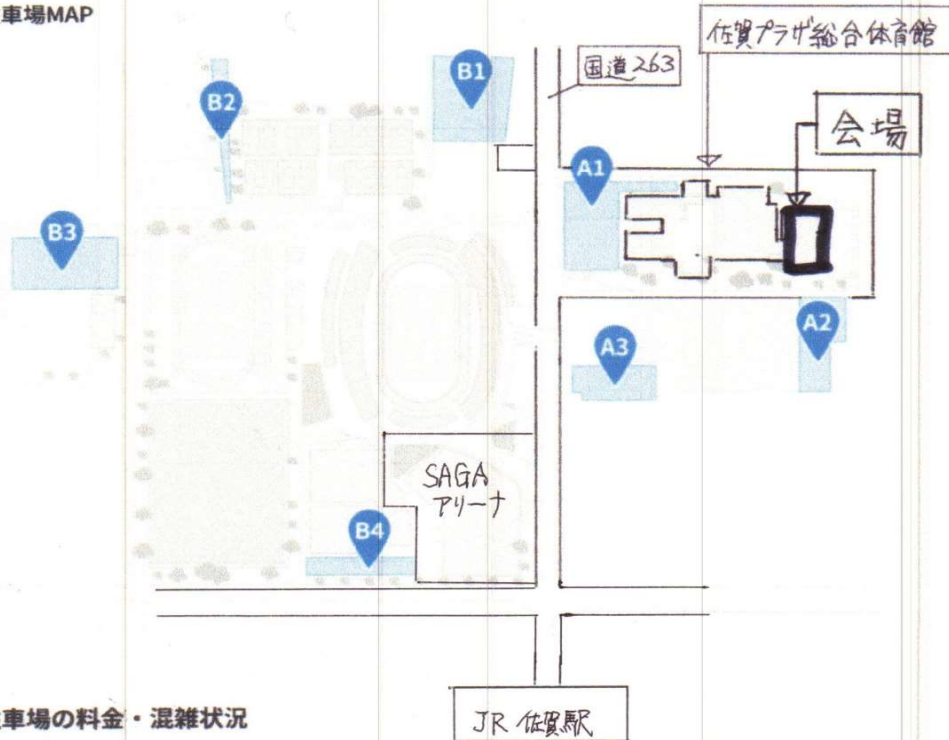 車場MAP
佐賀プラザ総合体育館
国道263
B1
B2
会場
A1
B3
A2
A3
SAGA
アリーナ
B4
車場の料金・混雑状況
JR 佐賀駅